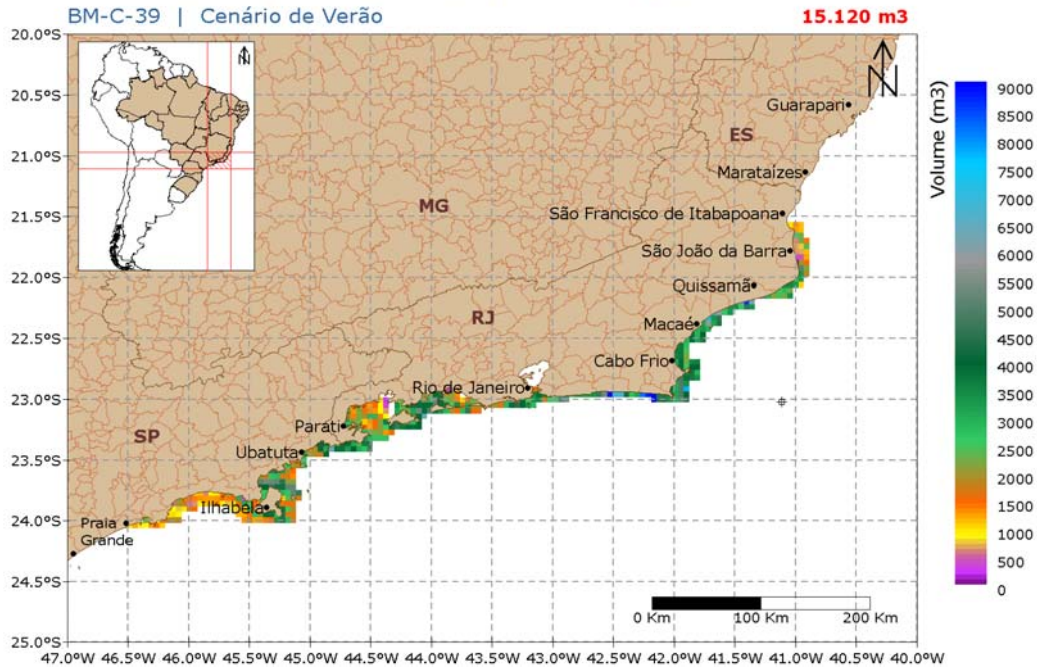 BM-C-39 | Cenário de Verão
15.120 m3
20.0°S
20.5°S
21.0°S
21.5°S
22.0°S
22.5°S
23.0°S
23.5°S
24.0°S
24.5°S
25.0°S
N
N
Guarapari
ES
Marataízes
MG
São Francisco de Itabapoana
São João da Barra
Quissamã
RJ
Macaé
Cabo Frio
Rio de Janeiro
Parati
SP
Ubatuta
Ilhabela
Praia
Grande
0 Km
100 Km
200 Km
47.0°W
46.5°W
46.0°W
45.5°W
45.0°W
44.5°W
44.0°W
43.5°W
43.0°W
42.5°W
42.0°W
41.5°W
41.0°W
40.5°W
40.0°W
Volume (m3)
9000
8000
7000
6000
5000
4000
3500
3000
2500
2000
1500
1000
500
0